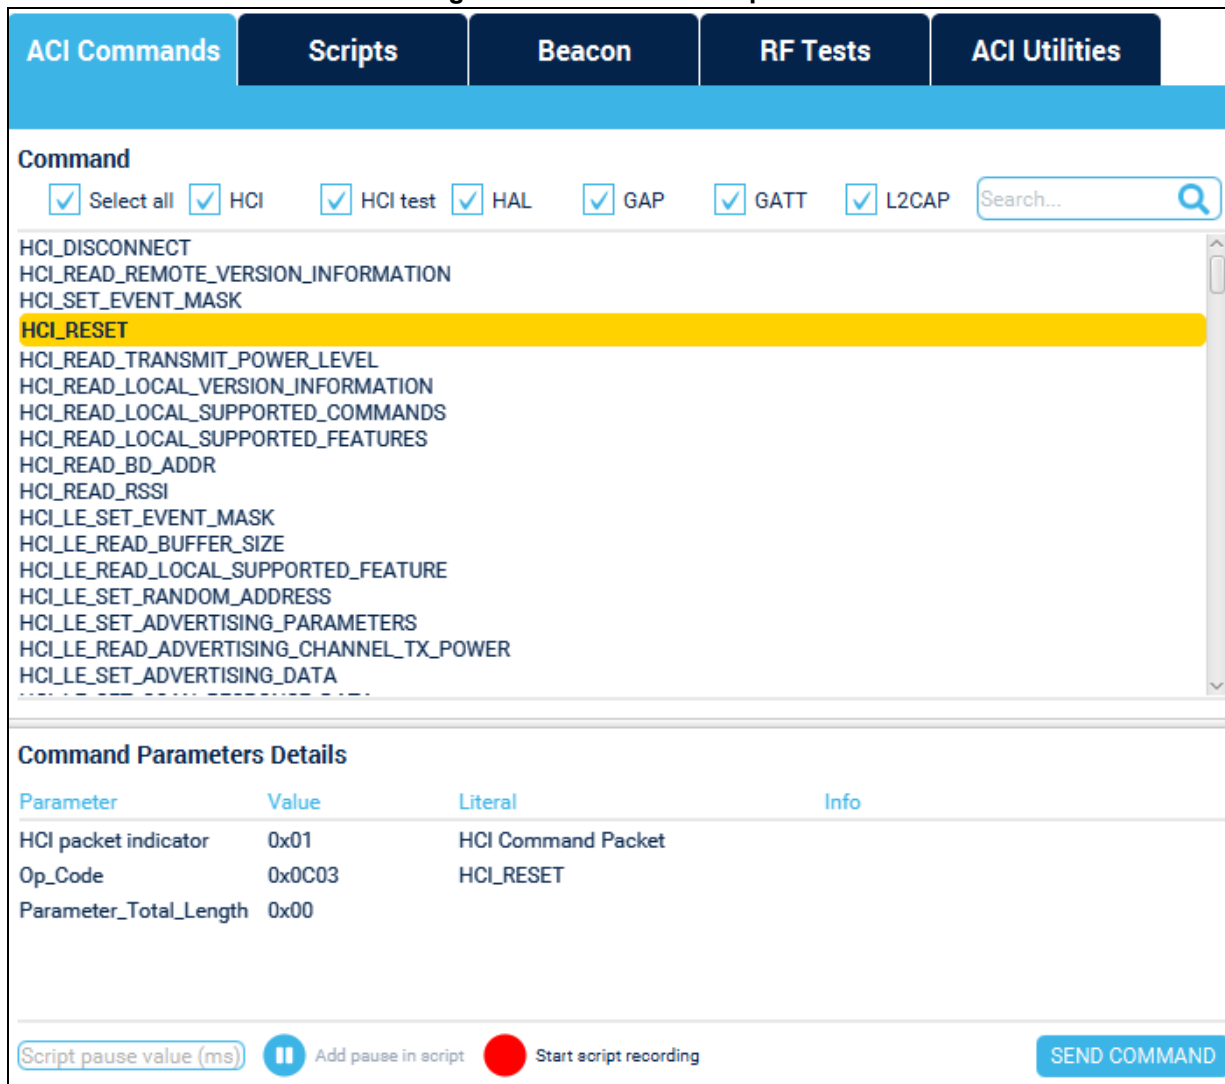 ACI Commands Scripts Beacon RF Tests ACI Utilities
Command
Select all HCI HCI test HAL GAP GATT L2CAP Search...
HCI_DISCONNECT
HCI_READ_REMOTE_VERSION_INFORMATION
HCI_SET_EVENT_MASK
HCI_RESET
HCI_READ_TRANSMIT_POWER_LEVEL
HCI_READ_LOCAL_VERSION_INFORMATION
HCI_READ_LOCAL_SUPPORTED_COMMANDS
HCI_READ_LOCAL_SUPPORTED_FEATURES
HCI_READ_BD_ADDR
HCI_READ_RSSI
HCI_LE_SET_EVENT_MASK
HCI_LE_READ_BUFFER_SIZE
HCI_LE_READ_LOCAL_SUPPORTED_FEATURE
HCI_LE_SET_RANDOM_ADDRESS
HCI_LE_SET_ADVERTISING_PARAMETERS
HCI_LE_READ_ADVERTISING_CHANNEL_TX_POWER
HCI_LE_SET_ADVERTISING_DATA
Command Parameters Details
Parameter Value Literal Info
HCI packet indicator 0x01 HCI Command Packet
Op_Code 0x0C03 HCI_RESET
Parameter_Total_Length 0x00
Script pause value (ms) Add pause in script Start script recording SEND COMMAND